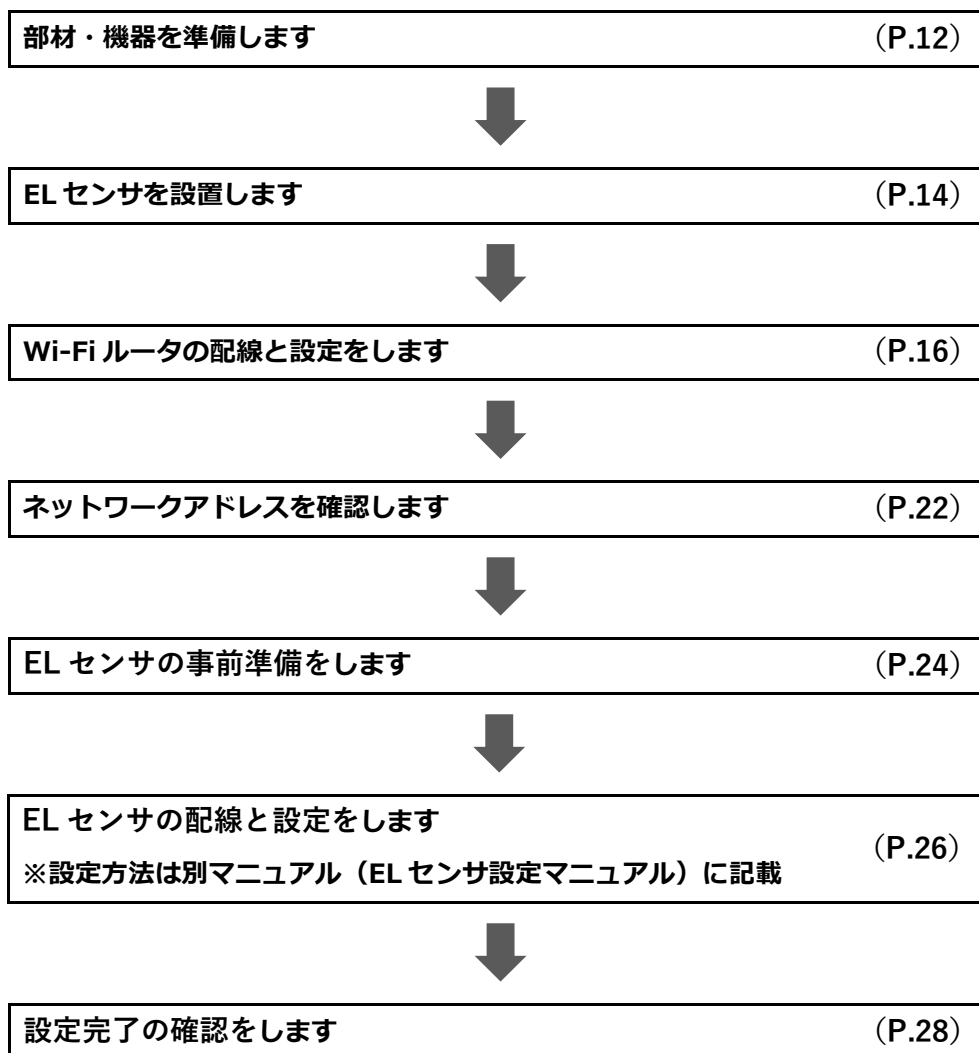 部材・機器を準備します （P.12）
EL センサを設置します （P.14）
Wi-Fi ルータの配線と設定をします （P.16）
ネットワークアドレスを確認します （P.22）
EL センサの事前準備をします （P.24）
EL センサの配線と設定をします
（P.26）
※設定方法は別マニュアル（EL センサ設定マニュアル）に記載
設定完了の確認をします （P.28）